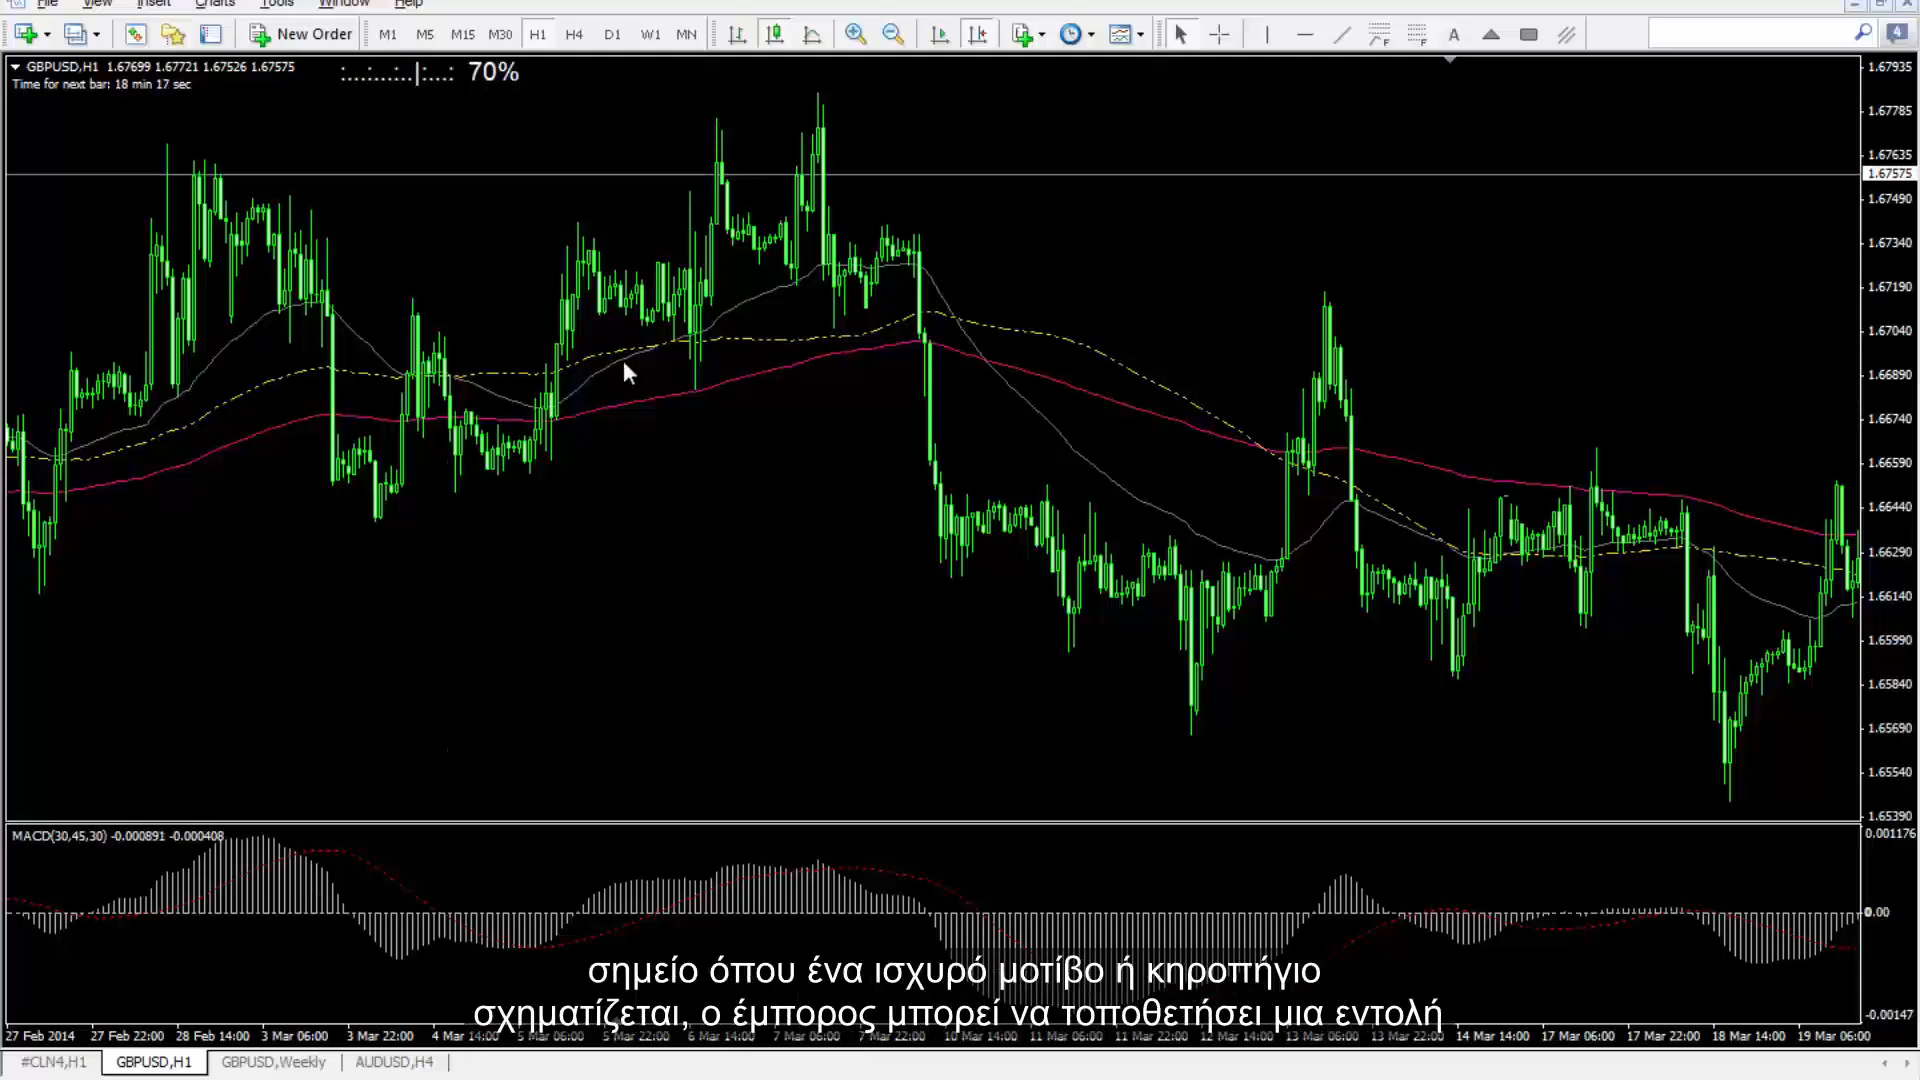 File View Insert Charts Tools Window Help
New Order M1 M5 M15 M30 H1 H4 D1 W1 MN A 4
GBPUSD,H1 1.67699 1.67721 1.67526 1.67575
:..:..:..:..|:...: 70%
Time for next bar: 18 min 17 sec
1.67935
1.67785
1.67635
1.67575
1.67490
1.67340
1.67190
1.67040
1.66890
1.66740
1.66590
1.66440
1.66290
1.66140
1.65990
1.65840
1.65690
1.65540
1.65390
MACD(30,45,30) -0.000891 -0.000408
0.001176
0.00
-0.00147
σημείο όπου ένα ισχυρό μοτίβο ή κηροπήγιο
σχηματίζεται, ο έμπορος μπορεί να τοποθετήσει μια εντολή
27 Feb 2014 27 Feb 22:00 28 Feb 14:00 3 Mar 06:00 3 Mar 22:00 4 Mar 14:00 5 Mar 06:00 5 Mar 22:00 6 Mar 14:00 7 Mar 06:00 7 Mar 22:00 10 Mar 14:00 11 Mar 06:00 11 Mar 22:00 12 Mar 14:00 13 Mar 06:00 13 Mar 22:00 14 Mar 14:00 17 Mar 06:00 17 Mar 22:00 18 Mar 14:00 19 Mar 06:00
#CLN4,H1 GBPUSD,H1 GBPUSD,Weekly AUDUSD,H4